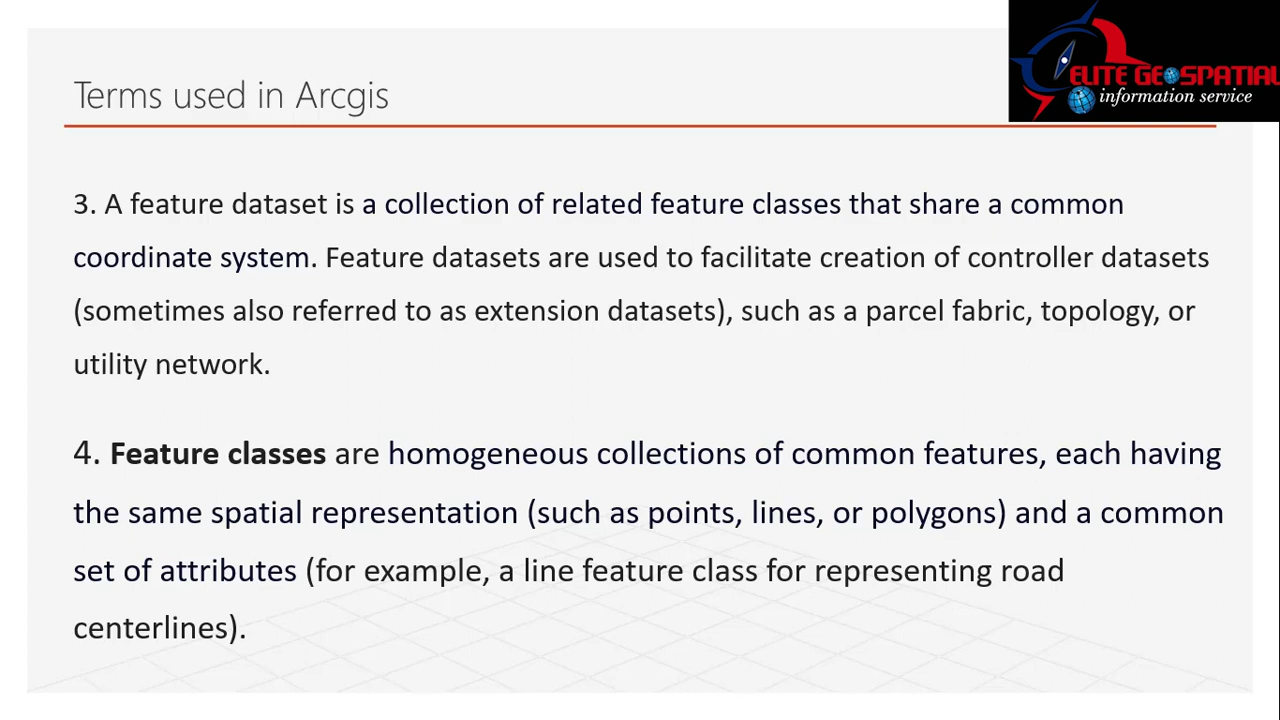 ELITE GEOSPATIAL
information service
Terms used in Arcgis
3. A feature dataset is a collection of related feature classes that share a common
coordinate system. Feature datasets are used to facilitate creation of controller datasets
(sometimes also referred to as extension datasets), such as a parcel fabric, topology, or
utility network.
4. Feature classes are homogeneous collections of common features, each having
the same spatial representation (such as points, lines, or polygons) and a common
set of attributes (for example, a line feature class for representing road
centerlines).